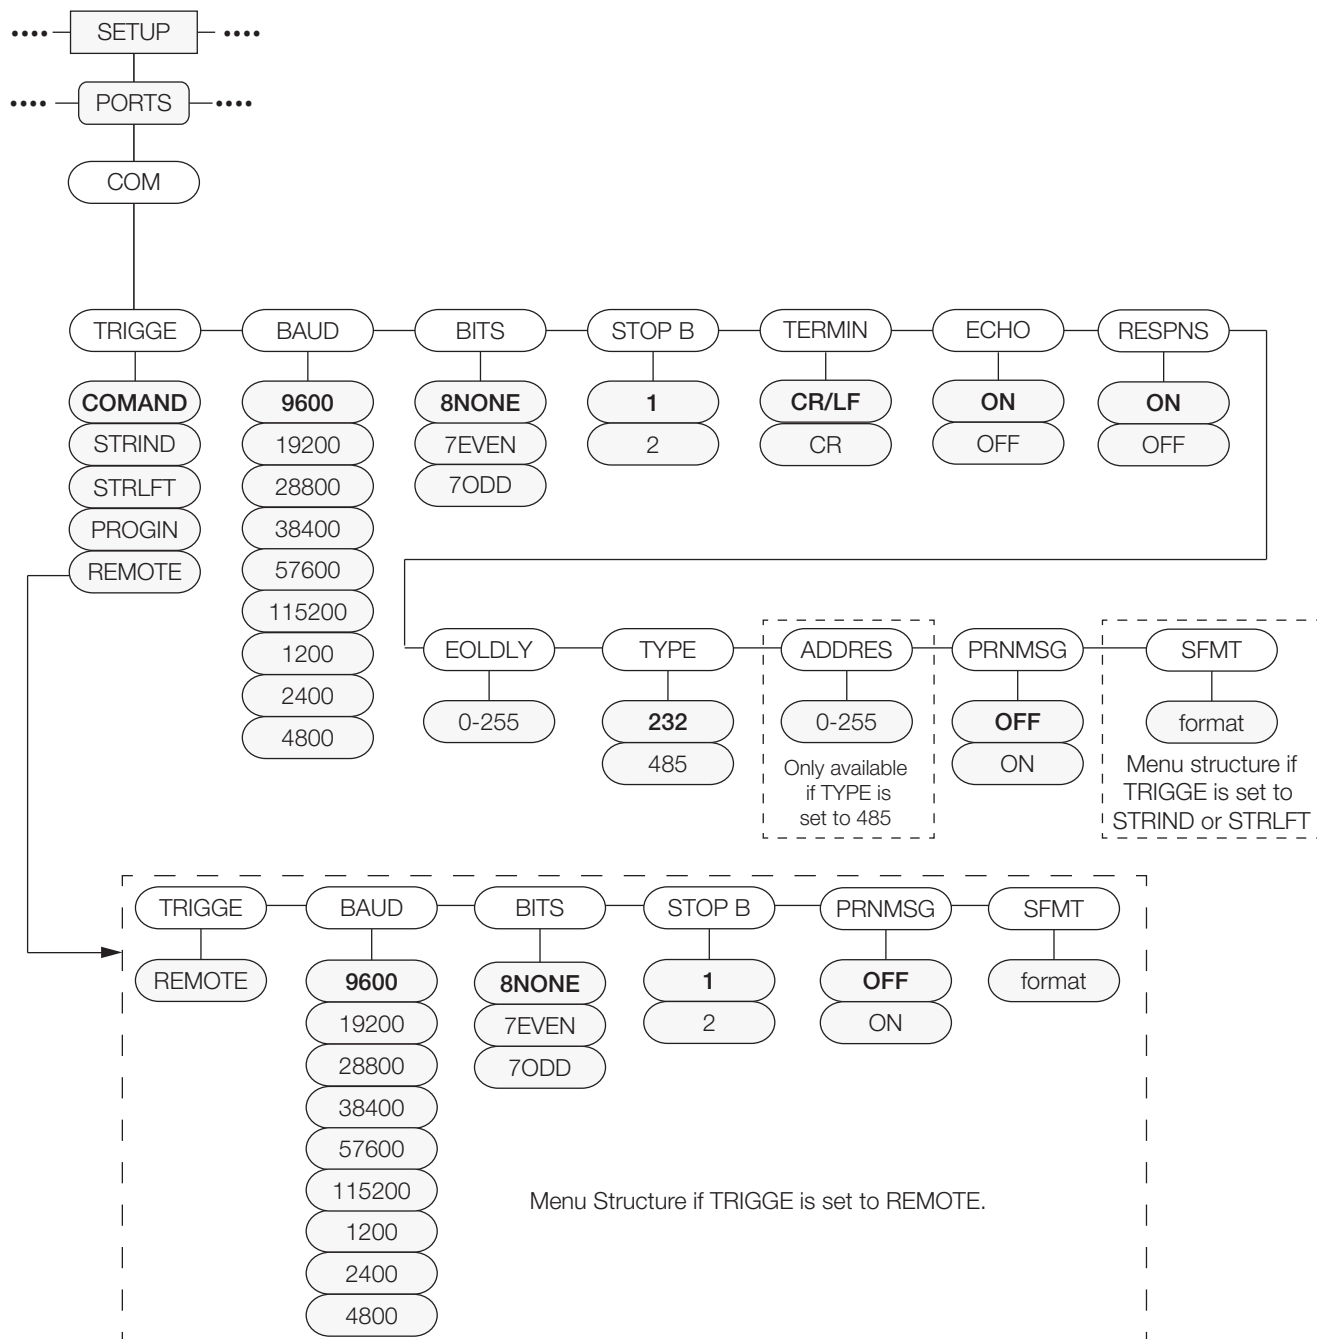 SETUP
PORTS
COM
TRIGGE
BAUD
BITS
STOP B
TERMIN
ECHO
RESPNS
COMAND
STRIND
STRLFT
PROGIN
REMOTE
9600
19200
28800
38400
57600
115200
1200
2400
4800
8NONE
7EVEN
7ODD
1
2
CR/LF
CR
ON
OFF
ON
OFF
EOLDLY
TYPE
ADDRES
PRNMSG
SFMT
0-255
232
485
0-255
Only available
if TYPE is
set to 485
OFF
ON
format
Menu structure if
TRIGGE is set to
STRIND or STRLFT
TRIGGE
BAUD
BITS
STOP B
PRNMSG
SFMT
REMOTE
9600
19200
28800
38400
57600
115200
1200
2400
4800
8NONE
7EVEN
7ODD
1
2
OFF
ON
format
Menu Structure if TRIGGE is set to REMOTE.